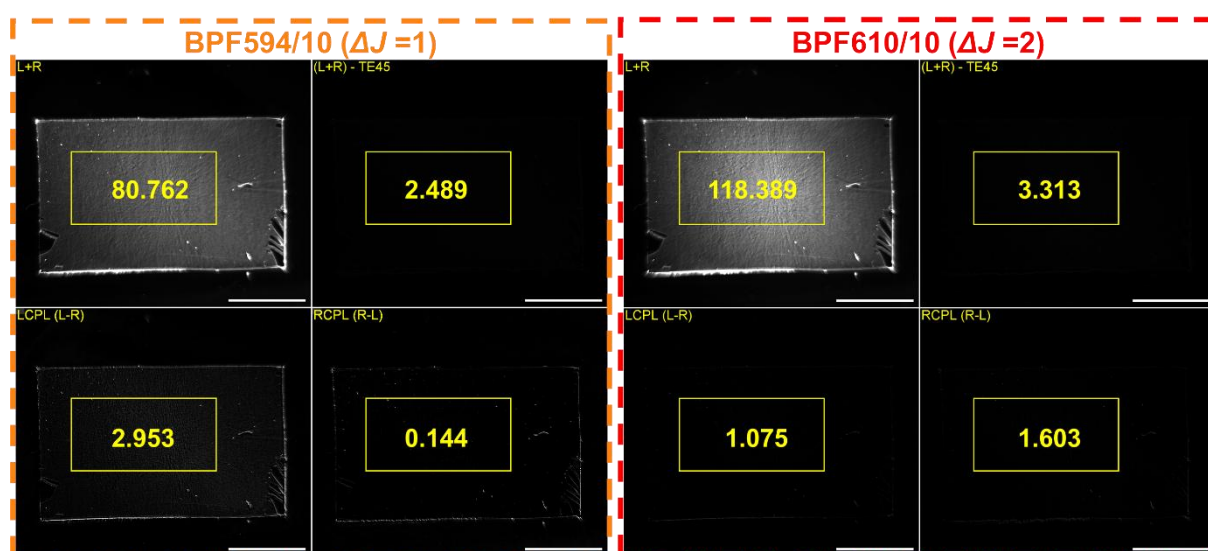 BPF594/10 (ΔJ =1)
L+R
(L+R) - TE45
80.762
2.489
LCPL (L-R)
RCPL (R-L)
2.953
0.144
BPF610/10 (ΔJ =2)
L+R
(L+R) - TE45
118.389
3.313
LCPL (L-R)
RCPL (R-L)
1.075
1.603